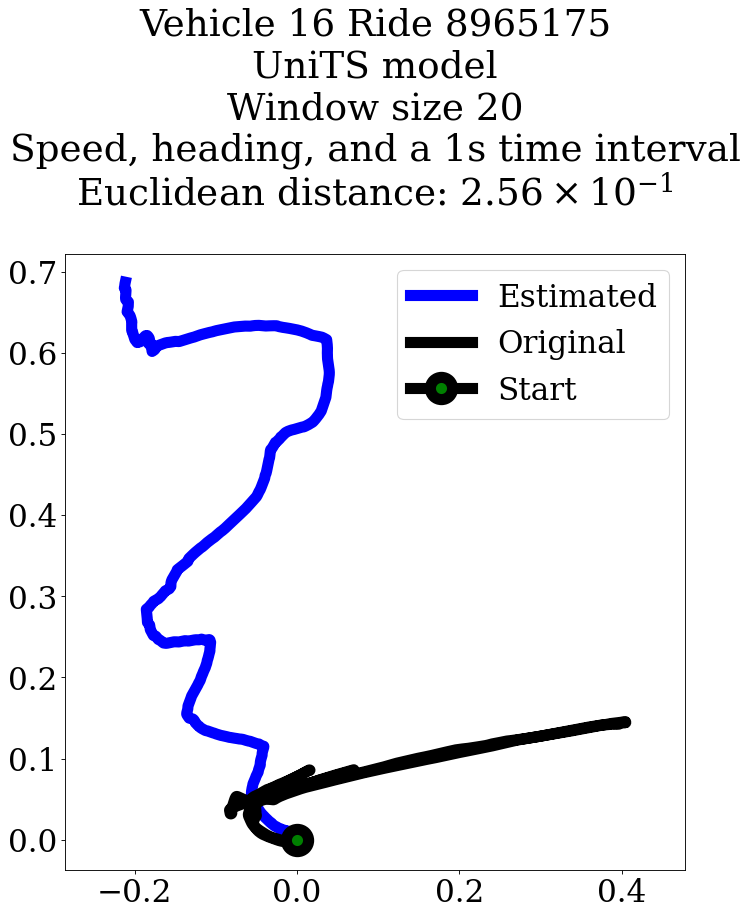 Vehicle 16 Ride 8965175
UniTS model
Window size 20
Speed, heading, and a 1s time interval
Euclidean distance: 2.56 × 10⁻¹
0.7
Estimated
Original
Start
0.6
0.5
0.4
0.3
0.2
0.1
0.0
−0.2 0.0 0.2 0.4